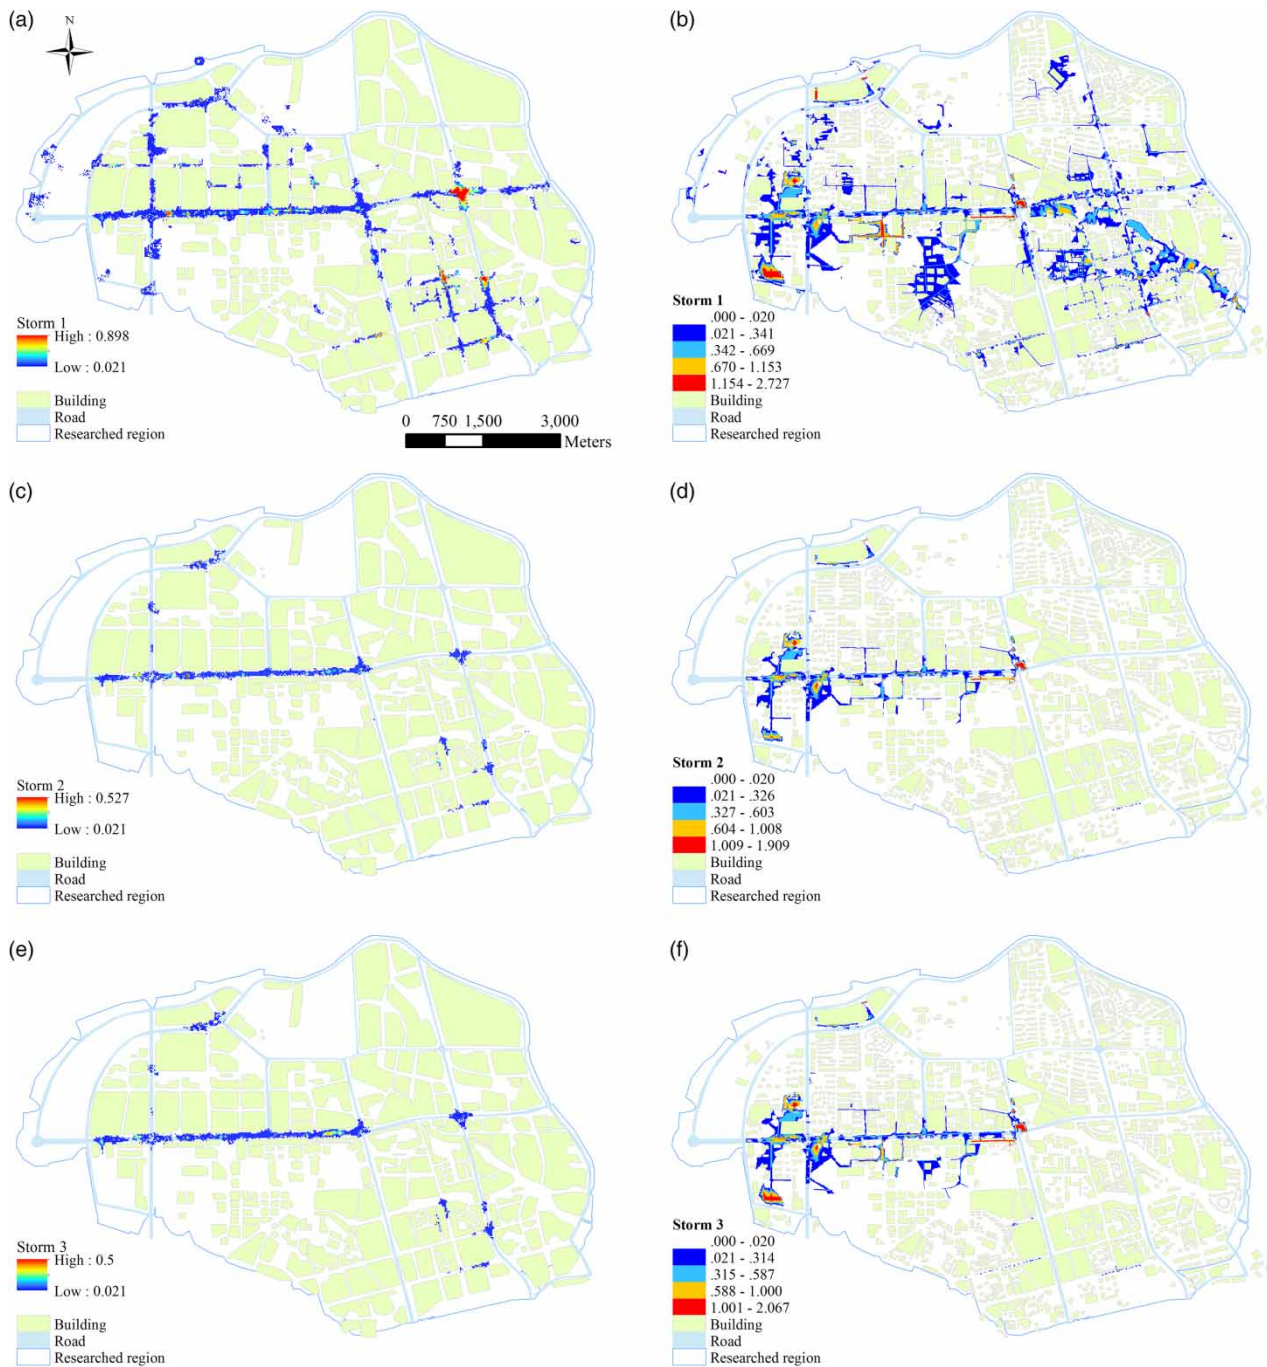 (a)
N
Storm 1
High : 0.898
Low : 0.021
Building
Road
Researched region
0 750 1,500 3,000
Meters
(b)
Storm 1
.000 - .020
.021 - .341
.342 - .669
.670 - 1.153
1.154 - 2.727
Building
Road
Researched region
(c)
Storm 2
High : 0.527
Low : 0.021
Building
Road
Researched region
(d)
Storm 2
.000 - .020
.021 - .326
.327 - .603
.604 - 1.008
1.009 - 1.909
Building
Road
Researched region
(e)
Storm 3
High : 0.5
Low : 0.021
Building
Road
Researched region
(f)
Storm 3
.000 - .020
.021 - .314
.315 - .587
.588 - 1.000
1.001 - 2.067
Building
Road
Researched region